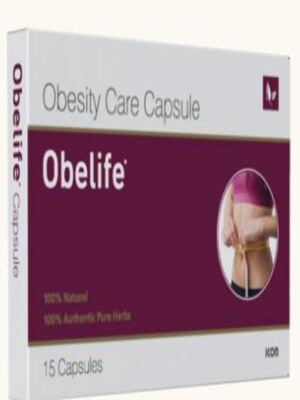 Obesity Care Capsule
Obelife
100% Natural
100% Authentic Pure Herbs
15 Capsules
ICON
Obelife Capsule